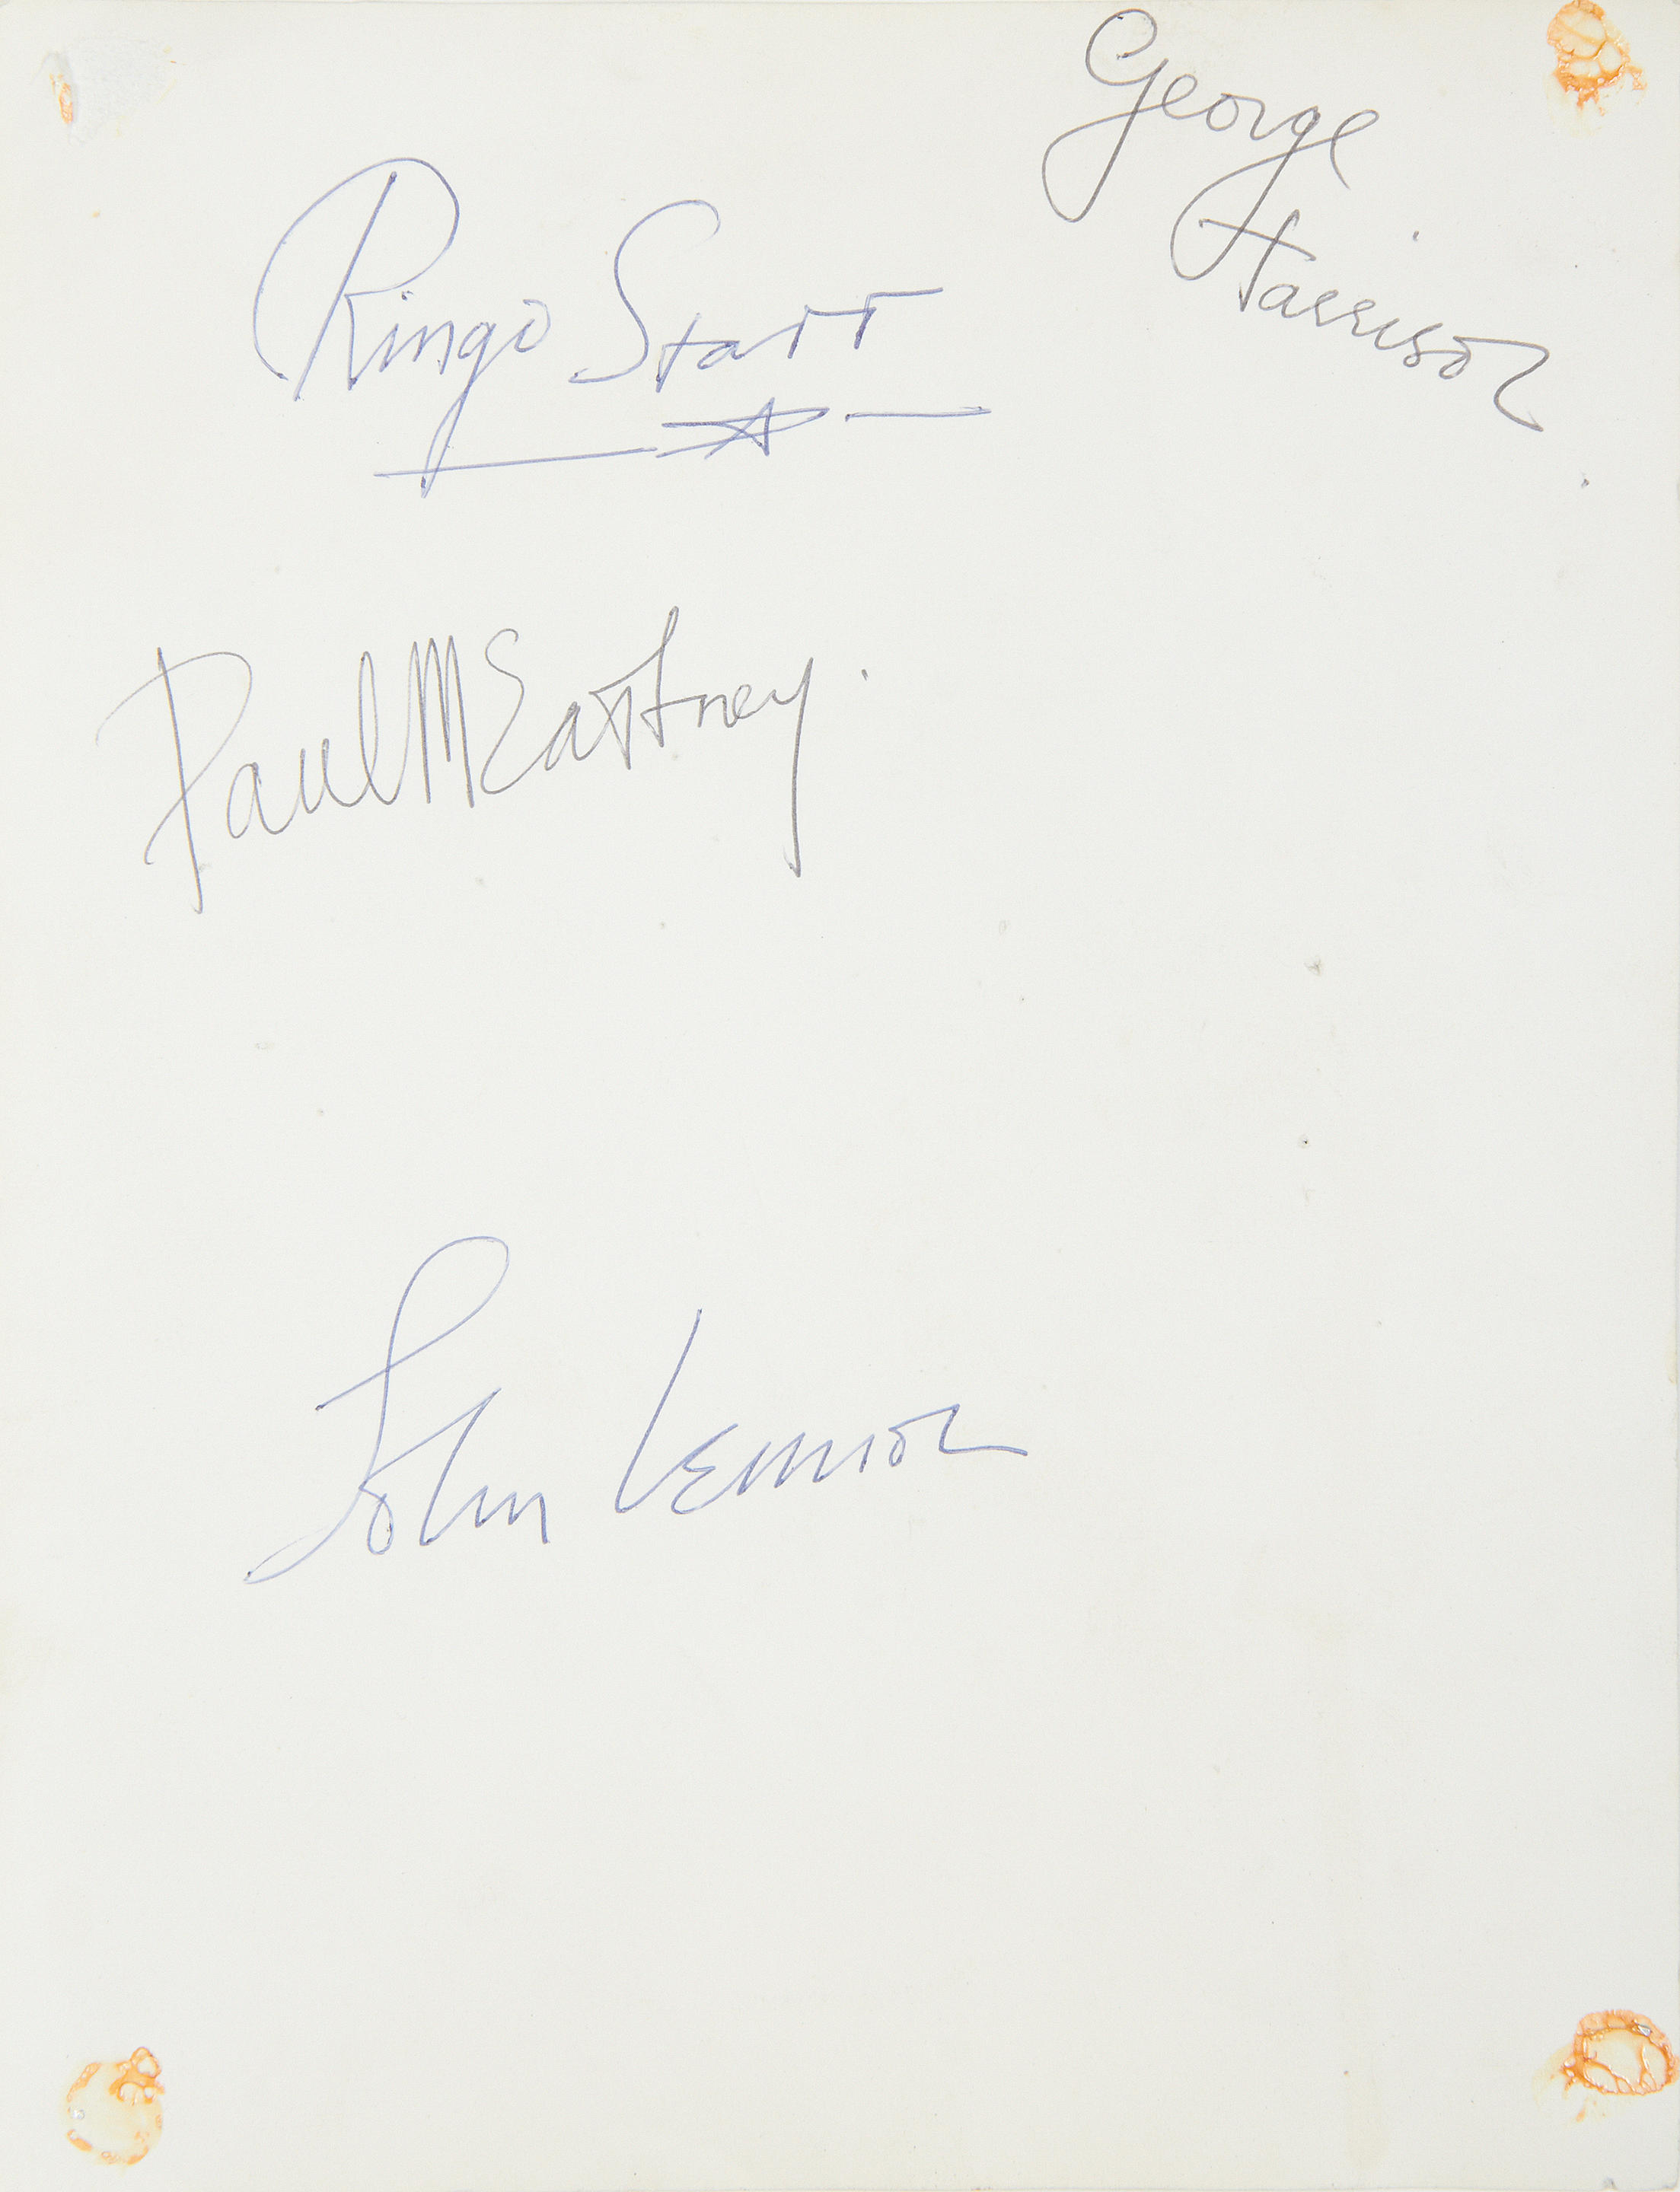 George
Harrison
Ringo Starr
Paul McCartney.
John Lennon